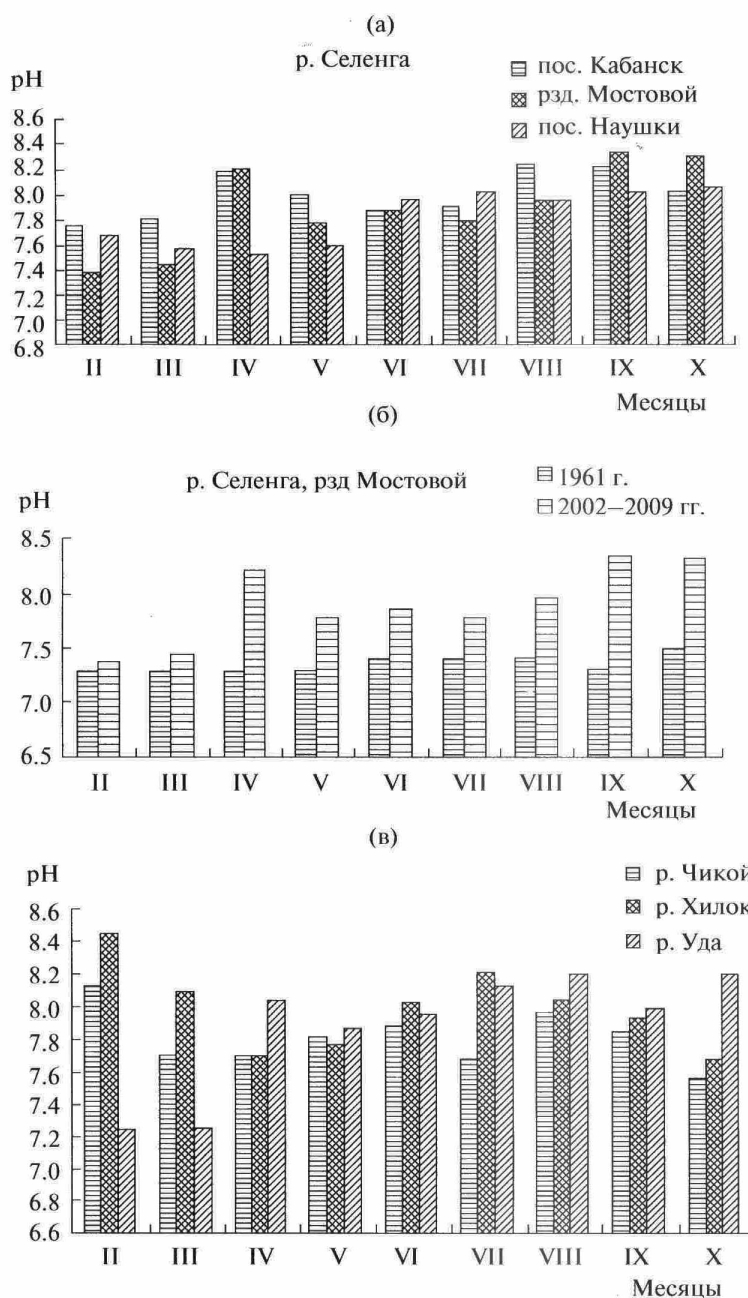 (а)
р. Селенга
pH
пос. Кабанск
рзд. Мостовой
пос. Наушки
8.6
8.4
8.2
8.0
7.8
7.6
7.4
7.2
7.0
6.8
II III IV V VI VII VIII IX X
Месяцы
(б)
р. Селенга, рзд Мостовой
pH
1961 г.
2002–2009 гг.
8.5
8.0
7.5
7.0
6.5
II III IV V VI VII VIII IX X
Месяцы
(в)
pH
р. Чикой
р. Хилок
р. Уда
8.6
8.4
8.2
8.0
7.8
7.6
7.4
7.2
7.0
6.8
6.6
II III IV V VI VII VIII IX X
Месяцы